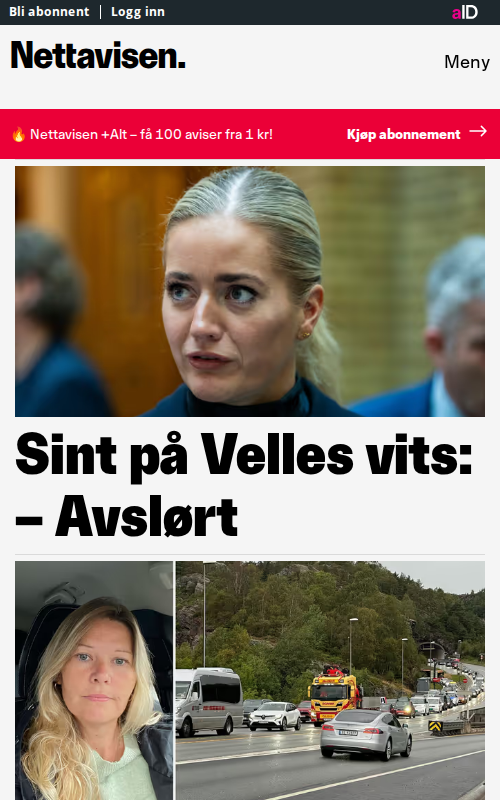 Bli abonnent Logg inn aID
Nettavisen.
Meny
🔥 Nettavisen +Alt – få 100 aviser fra 1 kr! Kjøp abonnement →
Sint på Velles vits:
– Avslørt